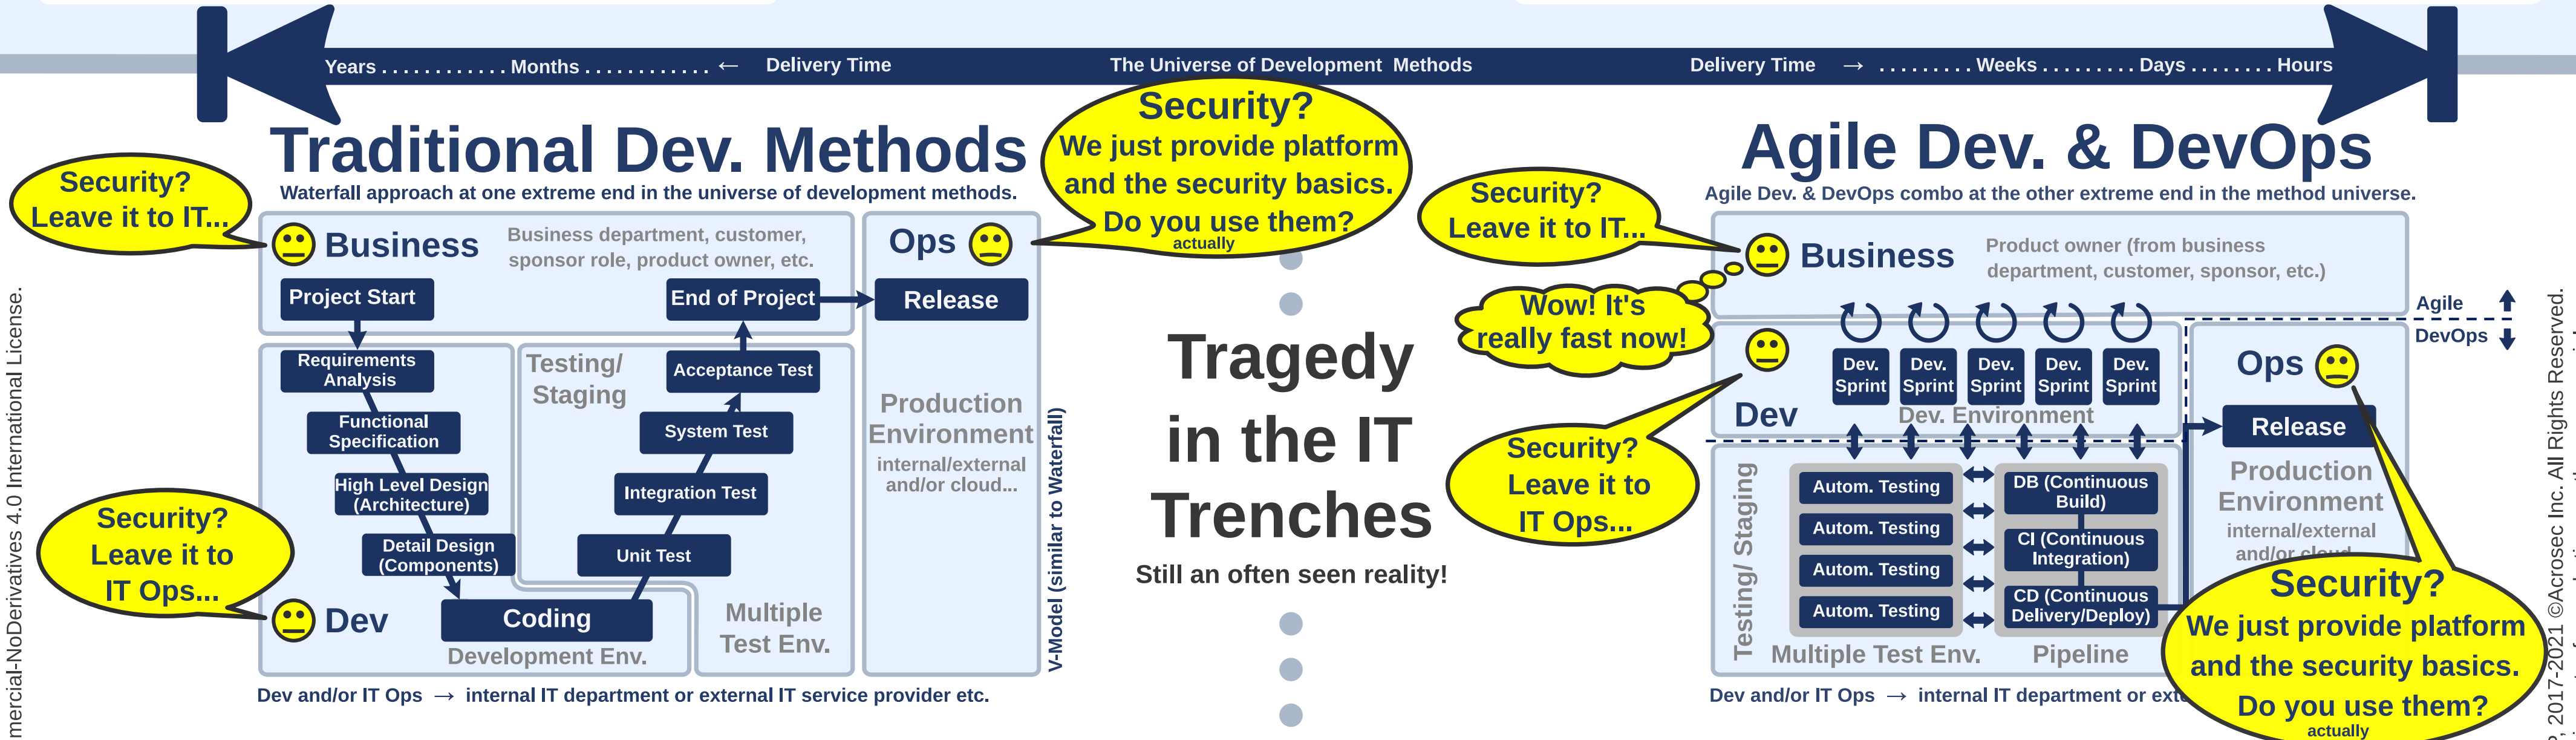 Years . . . . . . . . . . . . Months . . . . . . . . . . . . ← Delivery Time
The Universe of Development Methods
Delivery Time → . . . . . . . . . Weeks . . . . . . . . . Days . . . . . . . . Hours
Traditional Dev. Methods
Waterfall approach at one extreme end in the universe of development methods.
Security?
Leave it to IT...
Business
Business department, customer,
sponsor role, product owner, etc.
Ops
Security?
We just provide platform
and the security basics.
Do you use them?
actually
Project Start
End of Project
Release
Requirements
Analysis
Functional
Specification
High Level Design
(Architecture)
Detail Design
(Components)
Coding
Development Env.
Testing/
Staging
Acceptance Test
System Test
Integration Test
Unit Test
Multiple
Test Env.
Production
Environment
internal/external
and/or cloud...
Security?
Leave it to
IT Ops...
Dev
V-Model (similar to Waterfall)
Dev and/or IT Ops → internal IT department or external IT service provider etc.
Tragedy
in the IT
Trenches
Still an often seen reality!
Agile Dev. & DevOps
Agile Dev. & DevOps combo at the other extreme end in the method universe.
Security?
Leave it to IT...
Business
Product owner (from business
department, customer, sponsor, etc.)
Wow! It's
really fast now!
Agile
DevOps
Dev
Dev.
Sprint
Dev.
Sprint
Dev.
Sprint
Dev.
Sprint
Dev.
Sprint
Dev. Environment
Security?
Leave it to
IT Ops...
Ops
Release
Production
Environment
internal/external
and/or cloud...
Testing/ Staging
Autom. Testing
Autom. Testing
Autom. Testing
Autom. Testing
Multiple Test Env.
DB (Continuous
Build)
CI (Continuous
Integration)
CD (Continuous
Delivery/Deploy)
Pipeline
Security?
We just provide platform
and the security basics.
Do you use them?
actually
Dev and/or IT Ops → internal IT department or
mercial-NoDerivatives 4.0 International License.
, 2017-2021 ©Acrosec Inc. All Rights Reserved.